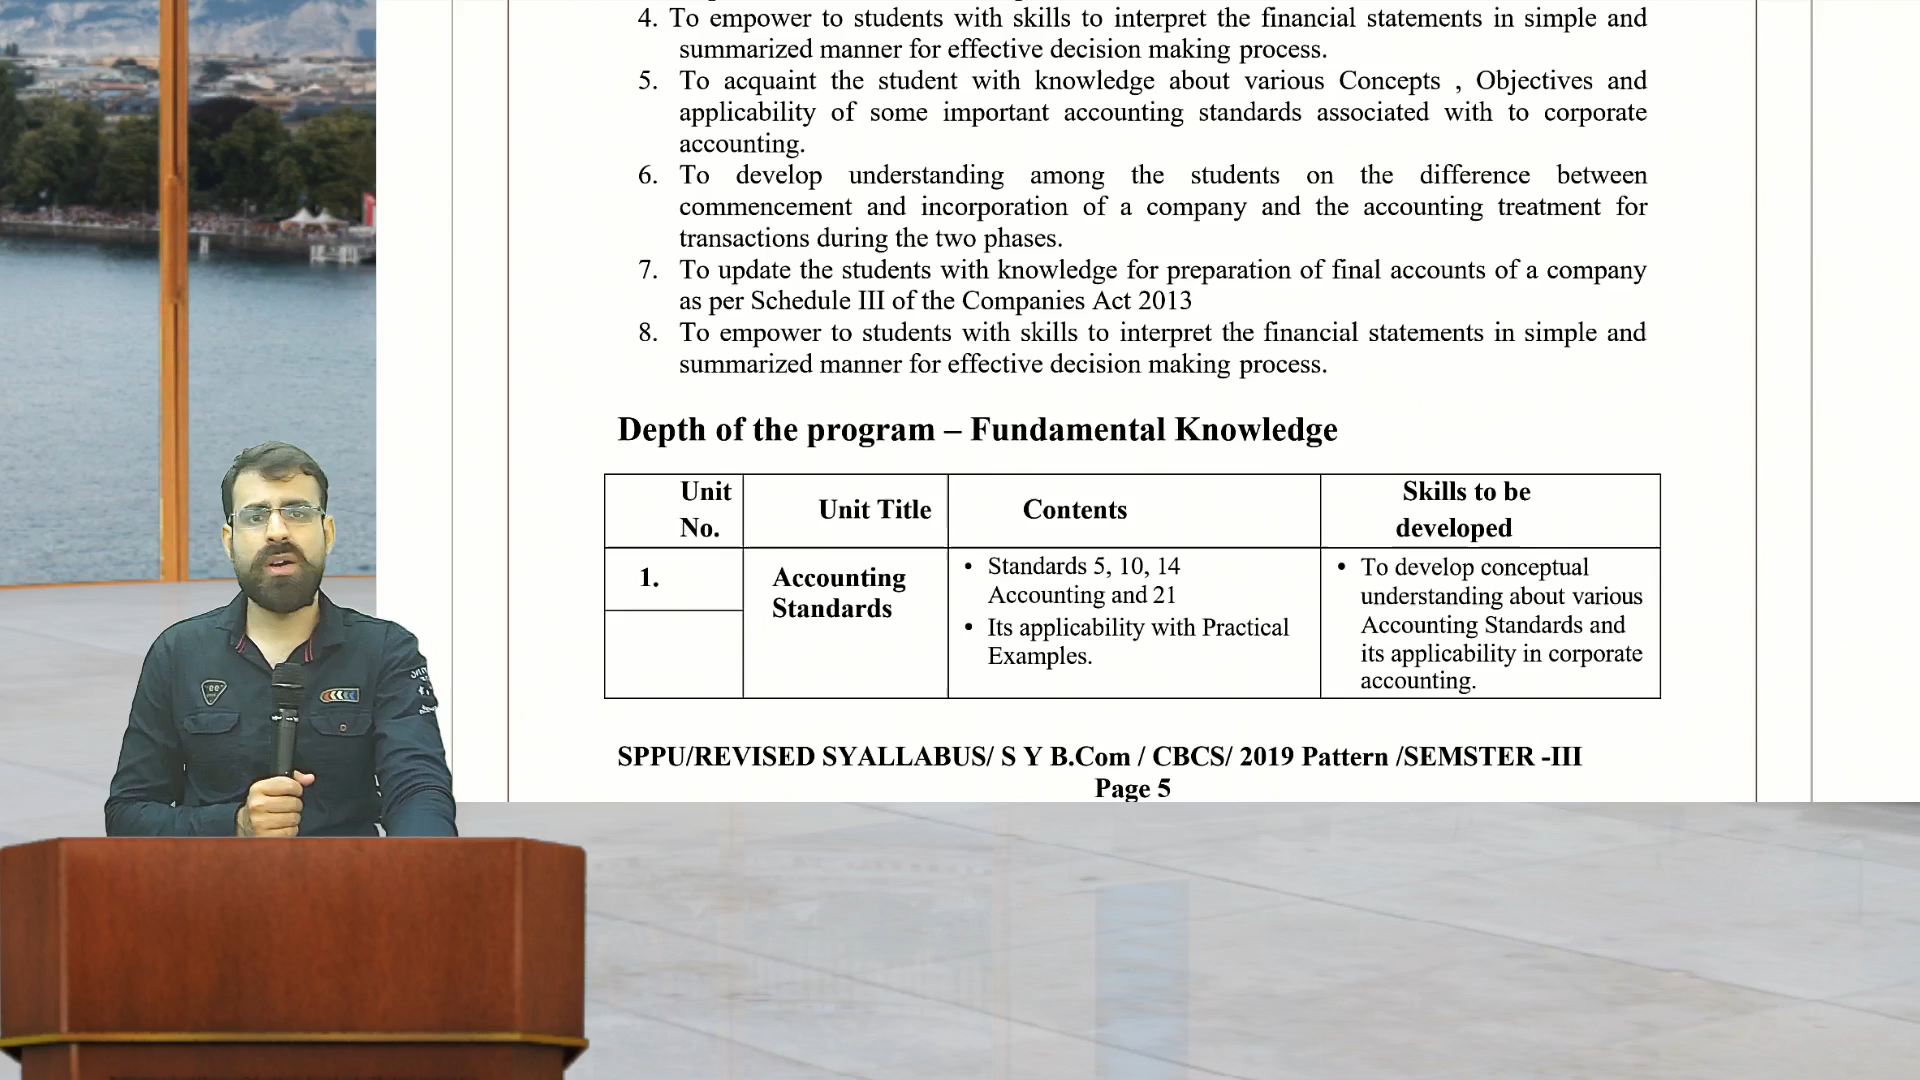 4. To empower to students with skills to interpret the financial statements in simple and
summarized manner for effective decision making process.
5. To acquaint the student with knowledge about various Concepts , Objectives and
applicability of some important accounting standards associated with to corporate
accounting.
6. To develop understanding among the students on the difference between
commencement and incorporation of a company and the accounting treatment for
transactions during the two phases.
7. To update the students with knowledge for preparation of final accounts of a company
as per Schedule III of the Companies Act 2013
8. To empower to students with skills to interpret the financial statements in simple and
summarized manner for effective decision making process.
Depth of the program – Fundamental Knowledge
Unit
No.
Unit Title
Contents
Skills to be
developed
1.
Accounting
Standards
• Standards 5, 10, 14
Accounting and 21
• Its applicability with Practical
Examples.
• To develop conceptual
understanding about various
Accounting Standards and
its applicability in corporate
accounting.
SPPU/REVISED SYALLABUS/ S Y B.Com / CBCS/ 2019 Pattern /SEMSTER -III
Page 5